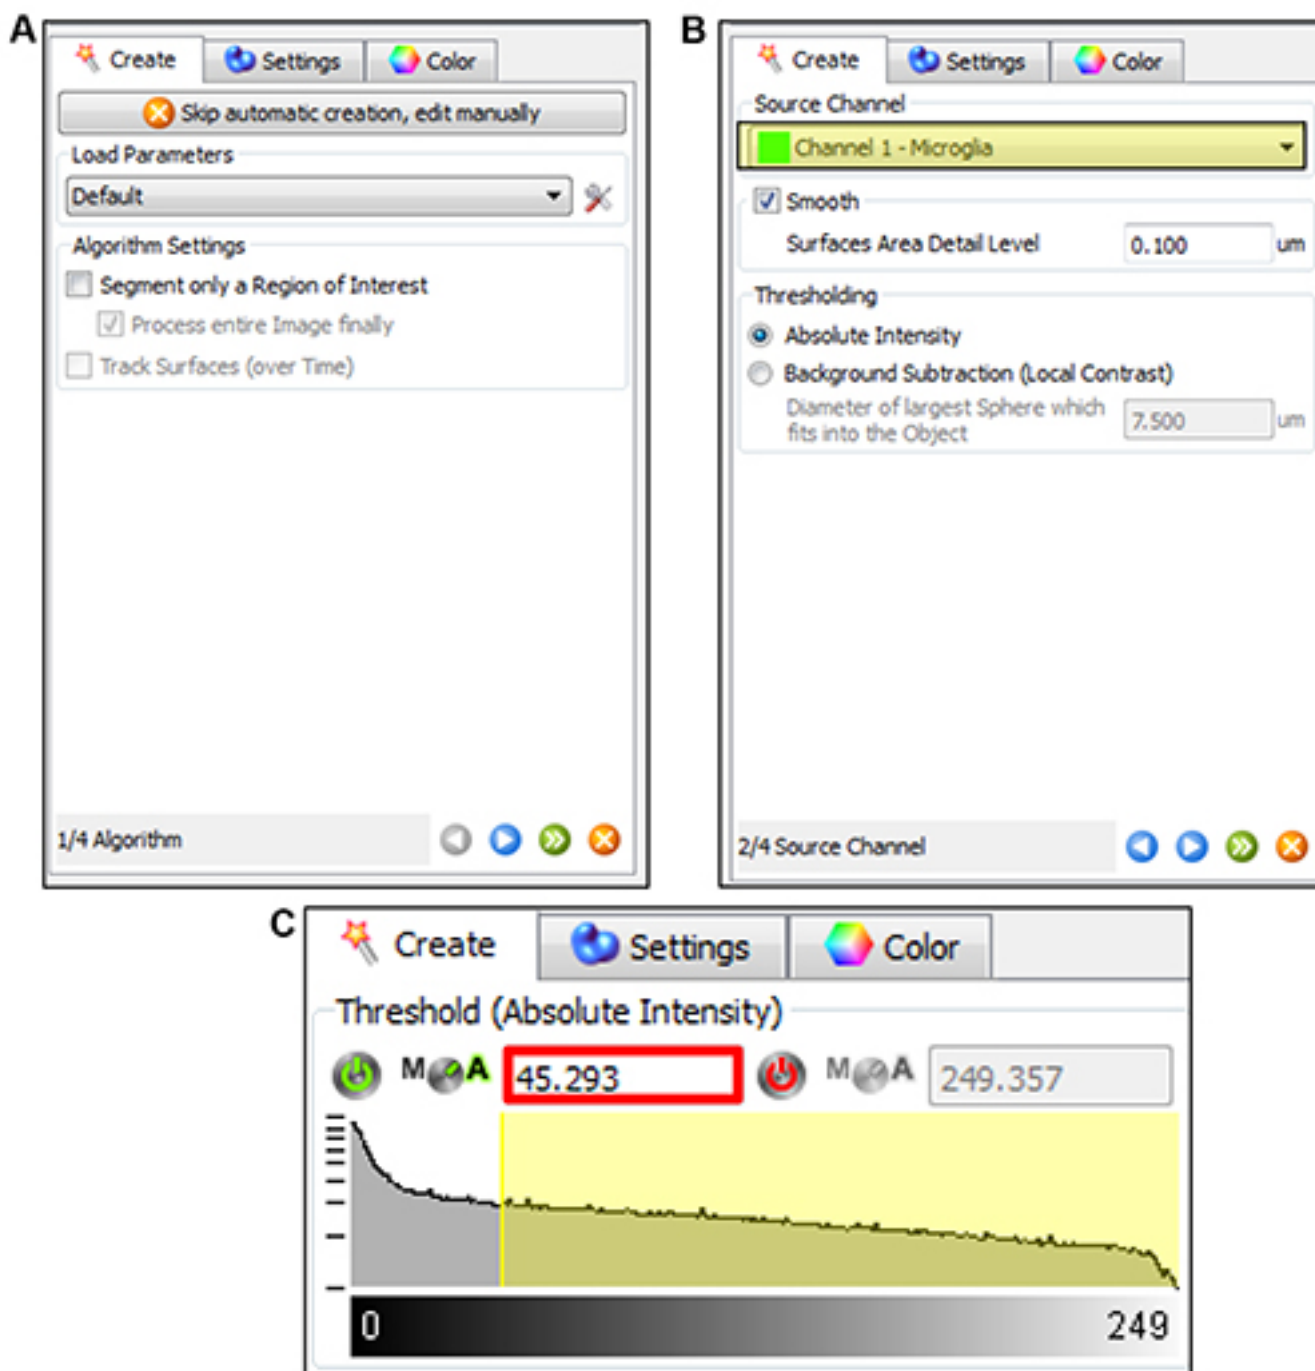 A
Create Settings Color
Skip automatic creation, edit manually
Load Parameters
Default
Algorithm Settings
Segment only a Region of Interest
Process entire Image finally
Track Surfaces (over Time)
1/4 Algorithm
B
Create Settings Color
Source Channel
Channel 1 - Microglia
Smooth
Surfaces Area Detail Level 0.100 um
Thresholding
Absolute Intensity
Background Subtraction (Local Contrast)
Diameter of largest Sphere which
fits into the Object 7.500 um
2/4 Source Channel
C
Create Settings Color
Threshold (Absolute Intensity)
M A 45.293 M A 249.357
0 249